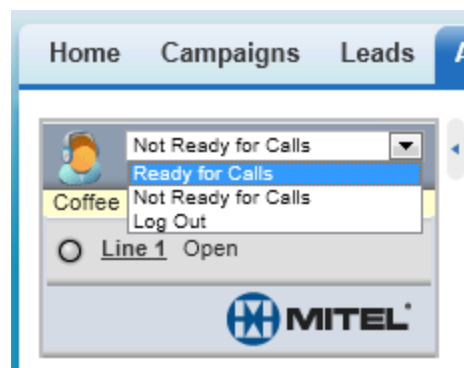 Home Campaigns Leads A
Not Ready for Calls
Ready for Calls
Not Ready for Calls
Log Out
Coffee
Line 1 Open
MITEL